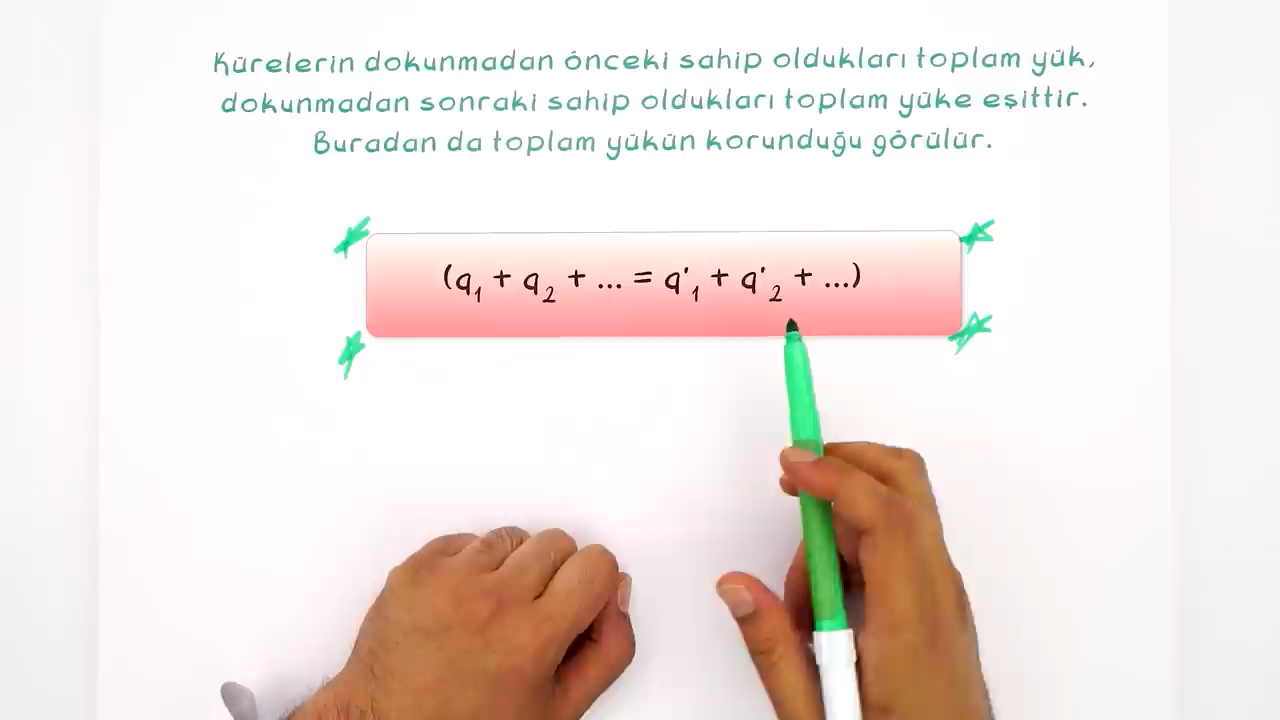 Kürelerin dokunmadan önceki sahip oldukları toplam yük,
dokunmadan sonraki sahip oldukları toplam yüke eşittir.
Buradan da toplam yükün korunduğu görülür.
(q₁ + q₂ + ... = q'₁ + q'₂ + ...)